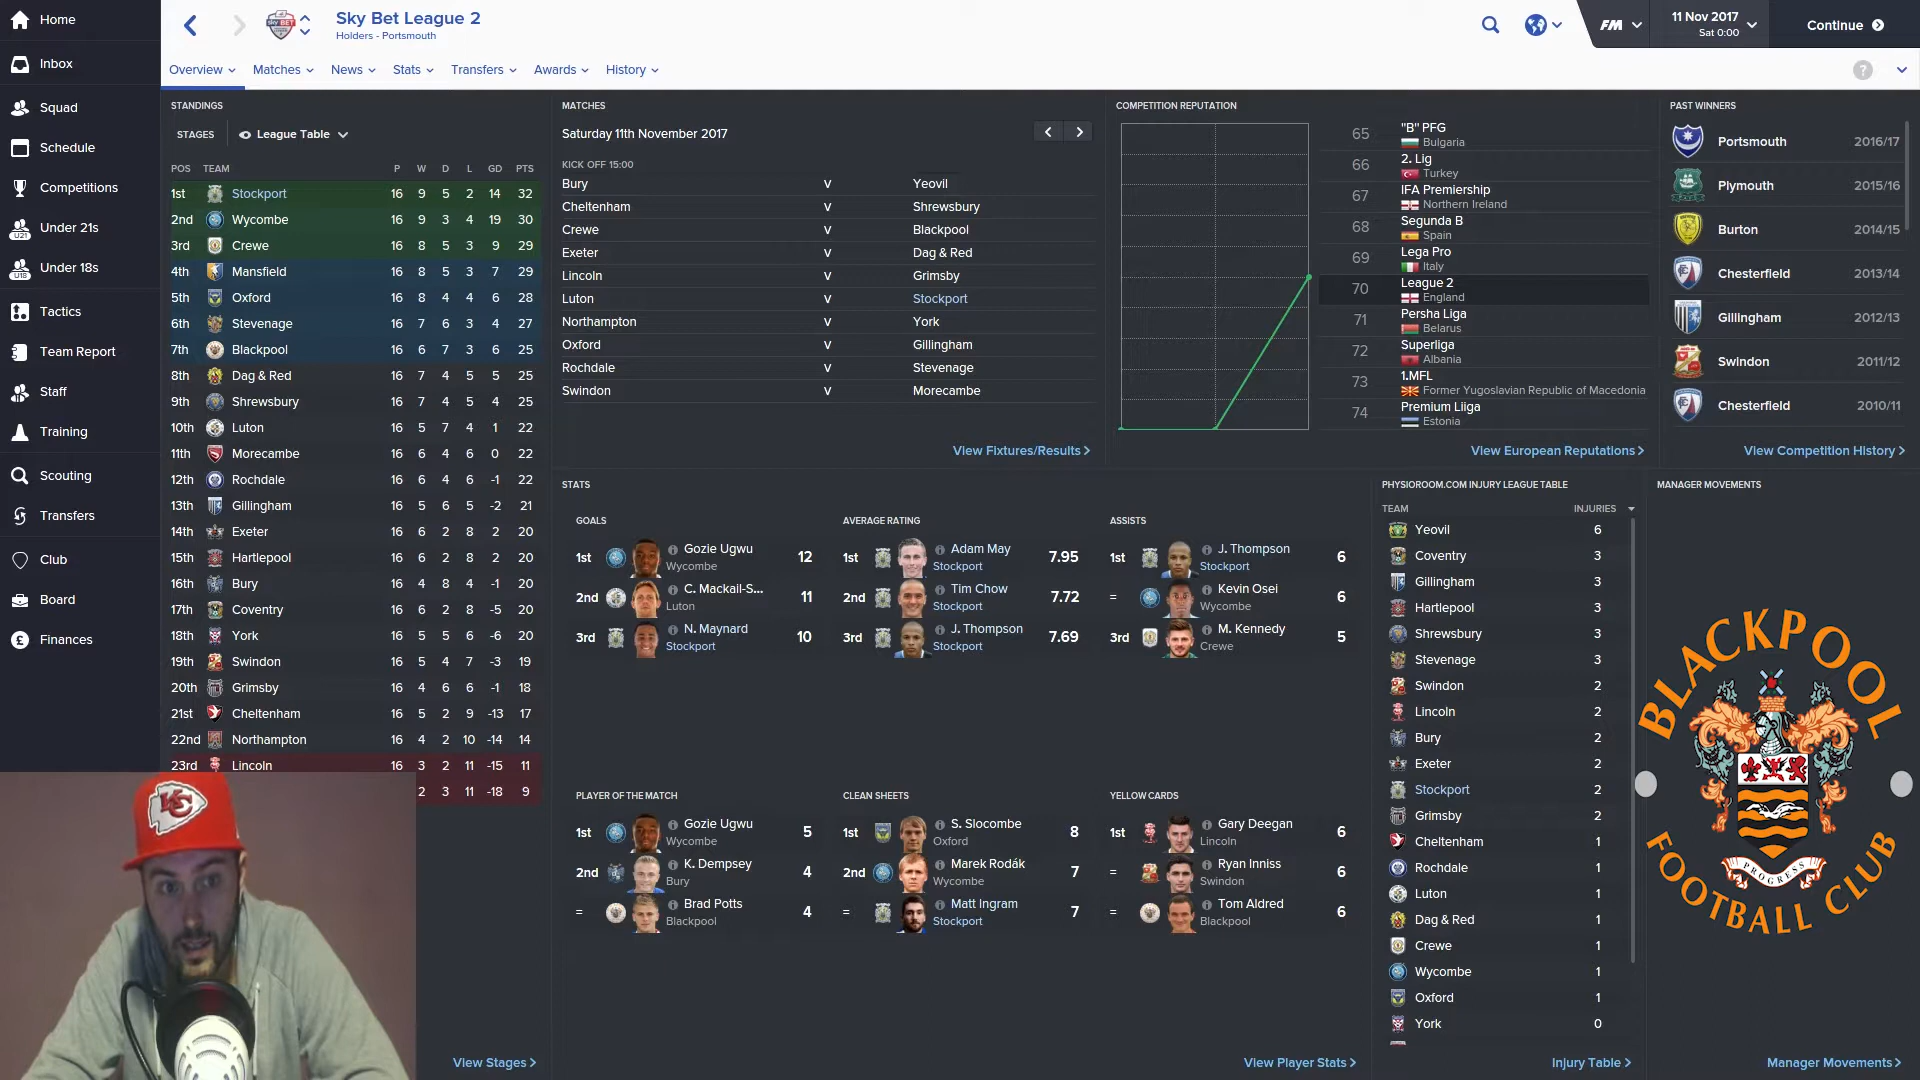 Home
Inbox
Squad
Schedule
Competitions
Under 21s
Under 18s
Tactics
Team Report
Staff
Training
Scouting
Transfers
Club
Board
Finances
Sky Bet League 2
Holders - Portsmouth
FM
11 Nov 2017
Sat 0:00
Continue
Overview
Matches
News
Stats
Transfers
Awards
History
?
STANDINGS
STAGES League Table
POS TEAM P W D L GD PTS
1st Stockport 16 9 5 2 14 32
2nd Wycombe 16 9 3 4 19 30
3rd Crewe 16 8 5 3 9 29
4th Mansfield 16 8 5 3 7 29
5th Oxford 16 8 4 4 6 28
6th Stevenage 16 7 6 3 4 27
7th Blackpool 16 6 7 3 6 25
8th Dag & Red 16 7 4 5 5 25
9th Shrewsbury 16 7 4 5 4 25
10th Luton 16 5 7 4 1 22
11th Morecambe 16 6 4 6 0 22
12th Rochdale 16 6 4 6 -1 22
13th Gillingham 16 5 6 5 -2 21
14th Exeter 16 6 2 8 2 20
15th Hartlepool 16 6 2 8 2 20
16th Bury 16 4 8 4 -1 20
17th Coventry 16 6 2 8 -5 20
18th York 16 5 5 6 -6 20
19th Swindon 16 5 4 7 -3 19
20th Grimsby 16 4 6 6 -1 18
21st Cheltenham 16 5 2 9 -13 17
22nd Northampton 16 4 2 10 -14 14
23rd Lincoln 16 3 2 11 -15 11
2 3 11 -18 9
KC
View Stages >
MATCHES
Saturday 11th November 2017
KICK OFF 15:00
Bury v Yeovil
Cheltenham v Shrewsbury
Crewe v Blackpool
Exeter v Dag & Red
Lincoln v Grimsby
Luton v Stockport
Northampton v York
Oxford v Gillingham
Rochdale v Stevenage
Swindon v Morecambe
View Fixtures/Results >
COMPETITION REPUTATION
65 "B" PFG
Bulgaria
66 2. Lig
Turkey
67 IFA Premiership
Northern Ireland
68 Segunda B
Spain
69 Lega Pro
Italy
70 League 2
England
71 Persha Liga
Belarus
72 Superliga
Albania
73 1.MFL
Former Yugoslavian Republic of Macedonia
74 Premium Liiga
Estonia
View European Reputations >
PAST WINNERS
Portsmouth 2016/17
Plymouth 2015/16
Burton 2014/15
Chesterfield 2013/14
Gillingham 2012/13
Swindon 2011/12
Chesterfield 2010/11
View Competition History >
STATS
GOALS
1st Gozie Ugwu 12
Wycombe
2nd C. Mackail-S... 11
Luton
3rd N. Maynard 10
Stockport
AVERAGE RATING
1st Adam May 7.95
Stockport
2nd Tim Chow 7.72
Stockport
3rd J. Thompson 7.69
Stockport
ASSISTS
1st J. Thompson 6
Stockport
= Kevin Osei 6
Wycombe
3rd M. Kennedy 5
Crewe
PLAYER OF THE MATCH
1st Gozie Ugwu 5
Wycombe
2nd K. Dempsey 4
Bury
= Brad Potts 4
Blackpool
CLEAN SHEETS
1st S. Slocombe 8
Oxford
2nd Marek Rodák 7
Wycombe
= Matt Ingram 7
Stockport
YELLOW CARDS
1st Gary Deegan 6
Lincoln
= Ryan Inniss 6
Swindon
= Tom Aldred 6
Blackpool
View Player Stats >
PHYSIOROOM.COM INJURY LEAGUE TABLE
TEAM INJURIES
Yeovil 6
Coventry 3
Gillingham 3
Hartlepool 3
Shrewsbury 3
Stevenage 3
Swindon 2
Lincoln 2
Bury 2
Exeter 2
Stockport 2
Grimsby 2
Cheltenham 1
Rochdale 1
Luton 1
Dag & Red 1
Crewe 1
Wycombe 1
Oxford 1
York 0
Injury Table >
MANAGER MOVEMENTS
BLACKPOOL
PROGRESS
FOOTBALL CLUB
Manager Movements >